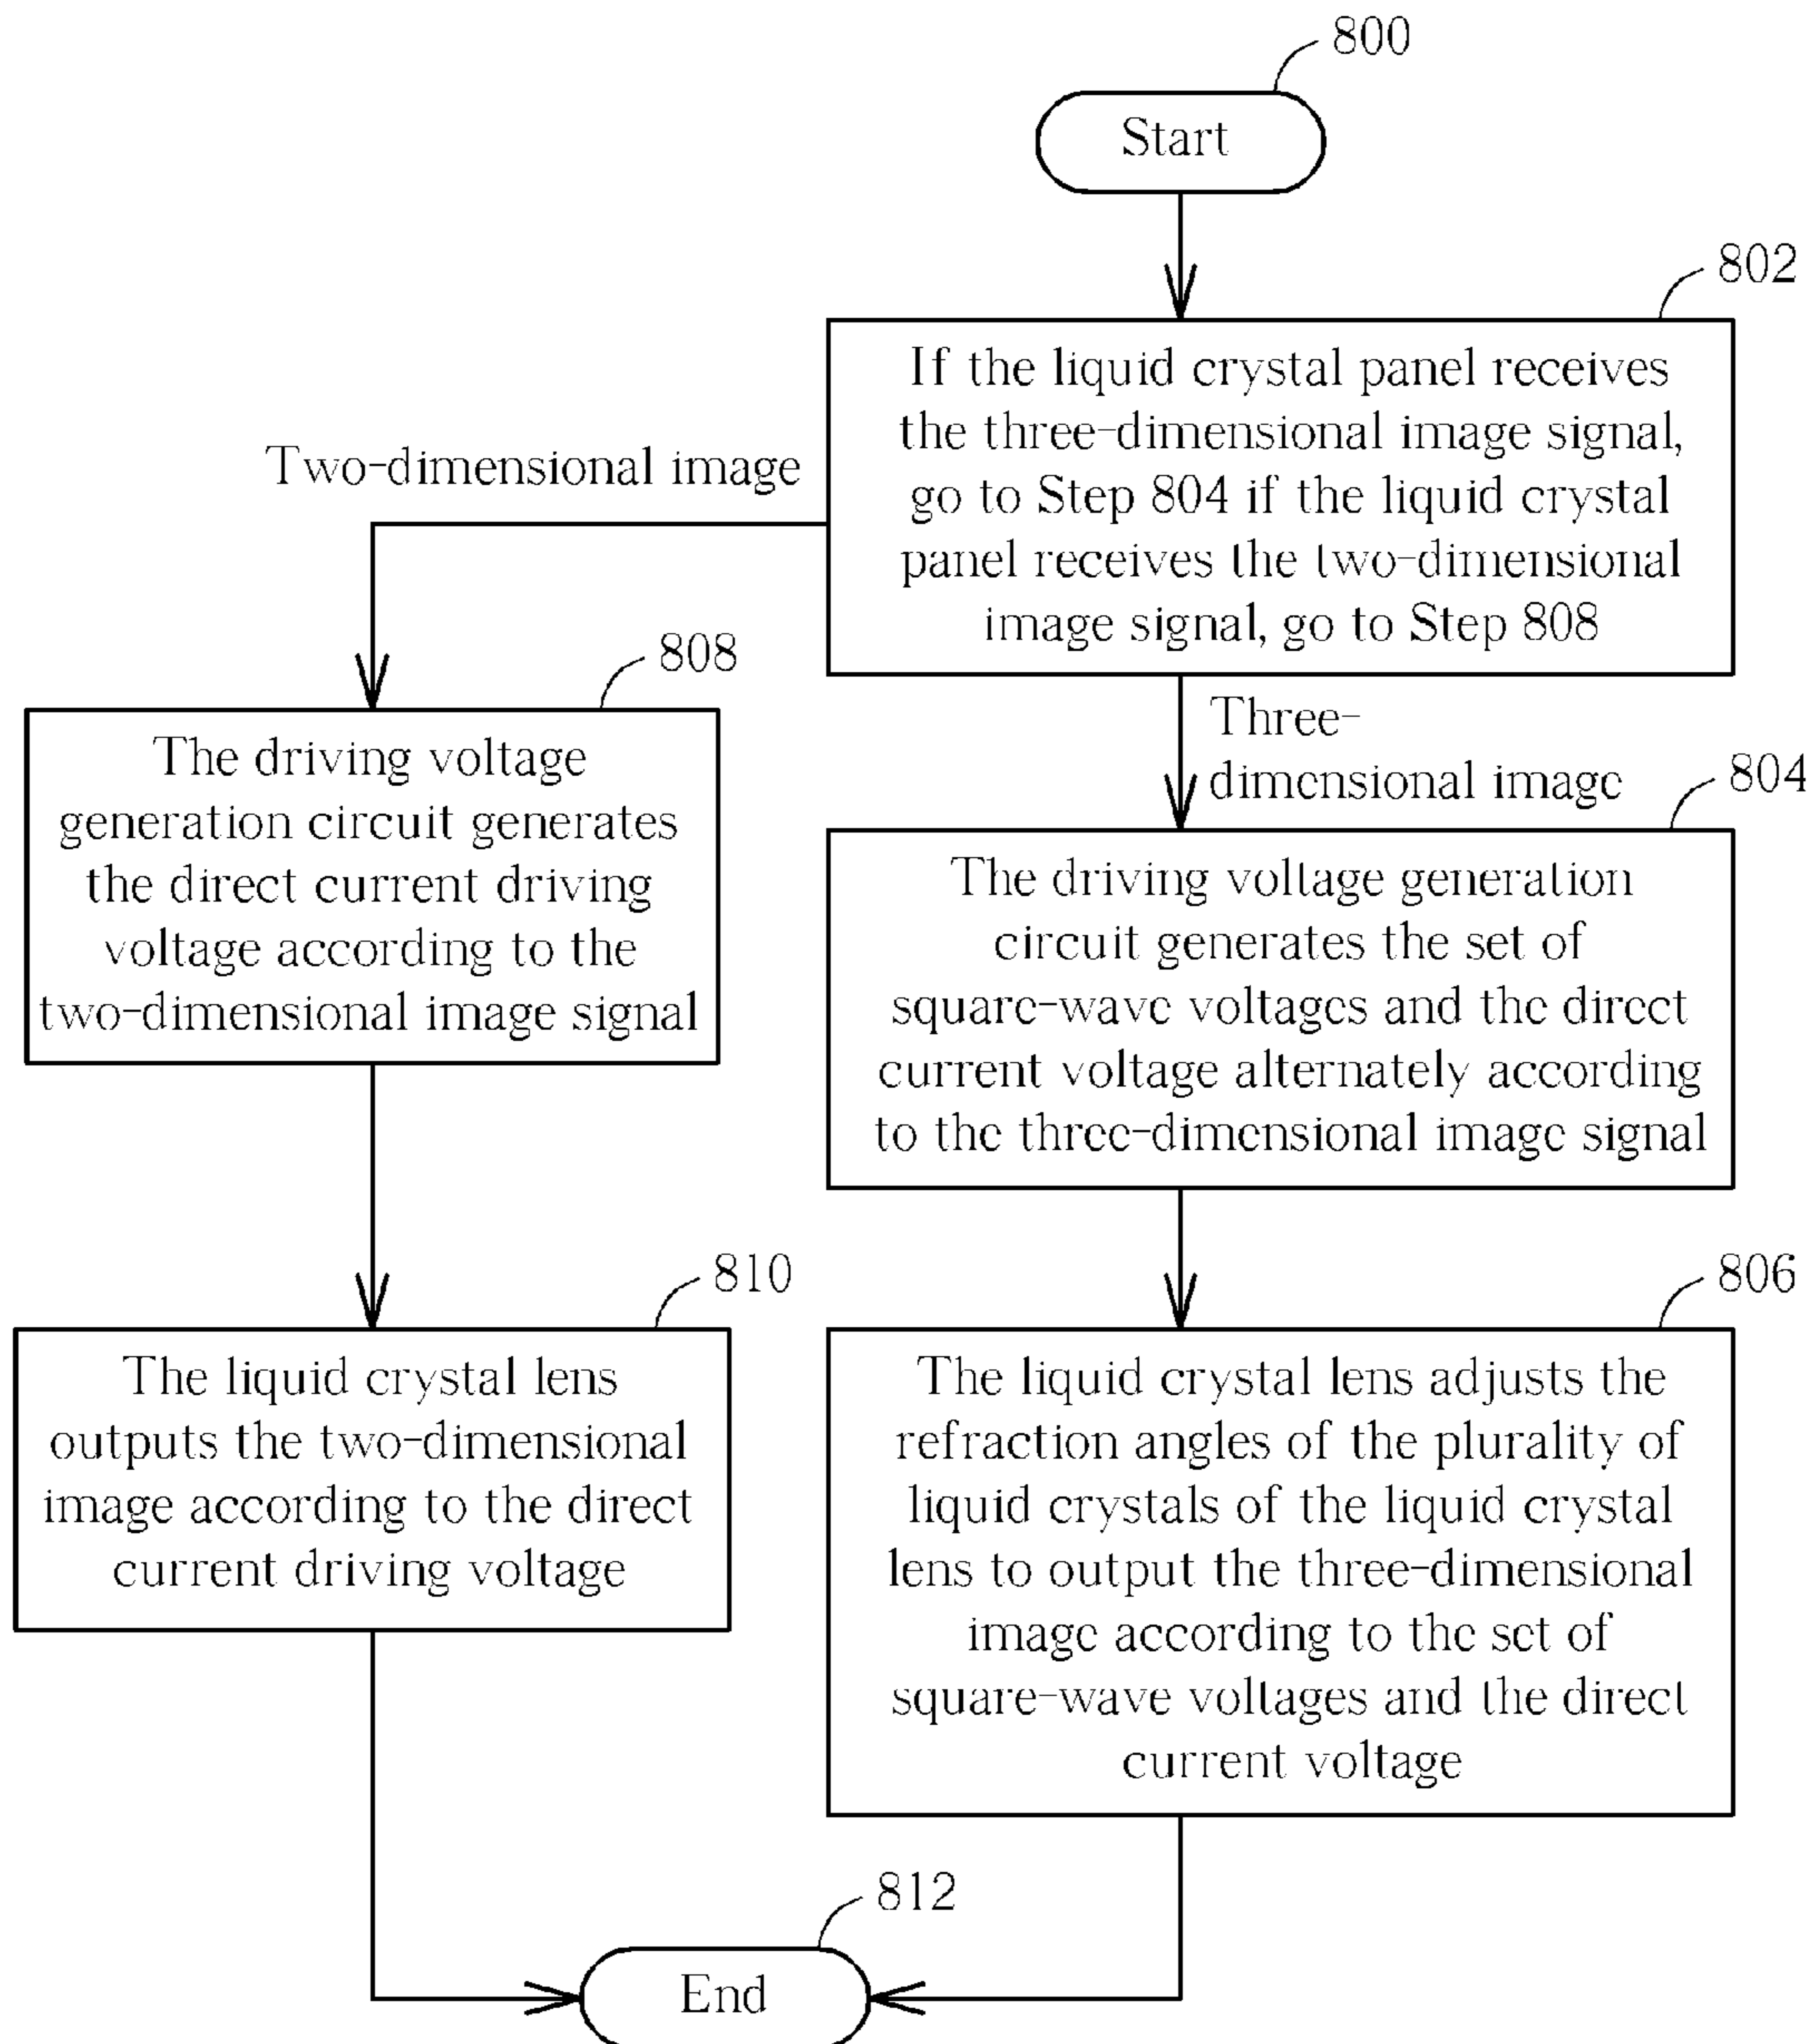 800
Start
802
If the liquid crystal panel receives
the three-dimensional image signal,
go to Step 804 if the liquid crystal
panel receives the two-dimensional
image signal, go to Step 808
Two-dimensional image
Three-
dimensional image
808
The driving voltage
generation circuit generates
the direct current driving
voltage according to the
two-dimensional image signal
804
The driving voltage generation
circuit generates the set of
square-wave voltages and the direct
current voltage alternately according
to the three-dimensional image signal
810
The liquid crystal lens
outputs the two-dimensional
image according to the direct
current driving voltage
806
The liquid crystal lens adjusts the
refraction angles of the plurality of
liquid crystals of the liquid crystal
lens to output the three-dimensional
image according to the set of
square-wave voltages and the direct
current voltage
812
End